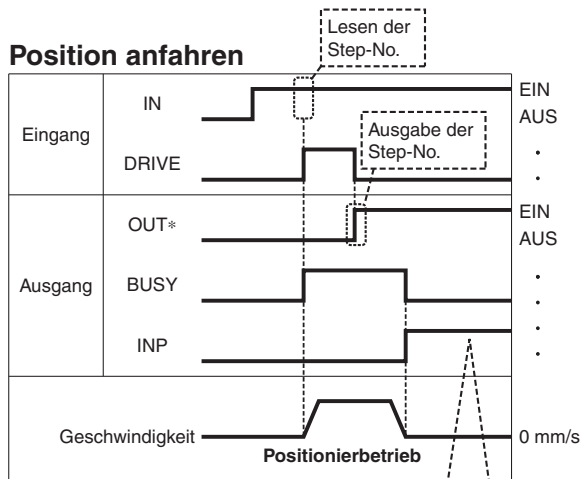 Lesen der
Step-No.
Position anfahren
Eingang
IN
EIN
AUS
Ausgabe der
Step-No.
DRIVE
Ausgang
OUT*
EIN
AUS
BUSY
INP
Geschwindigkeit
0 mm/s
Positionierbetrieb